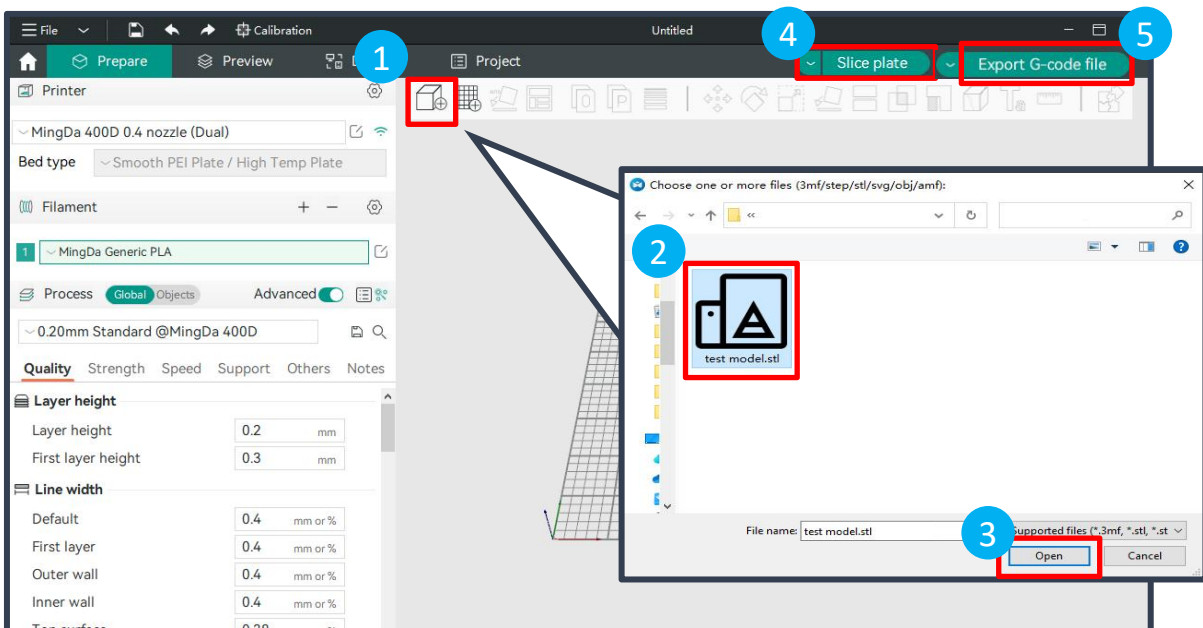 File
Calibration
Untitled
1
4
5
Prepare
Preview
Project
Slice plate
Export G-code file
Printer
MingDa 400D 0.4 nozzle (Dual)
Bed type
Smooth PEI Plate / High Temp Plate
Filament
+ −
1 MingDa Generic PLA
Process Global Objects Advanced
0.20mm Standard @MingDa 400D
Quality Strength Speed Support Others Notes
Layer height
Layer height 0.2 mm
First layer height 0.3 mm
Line width
Default 0.4 mm or %
First layer 0.4 mm or %
Outer wall 0.4 mm or %
Inner wall 0.4 mm or %
Choose one or more files (3mf/step/stl/svg/obj/amf):
«
2
test model.stl
File name: test model.stl
Supported files (*.3mf, *.stl, *.st
3
Open
Cancel